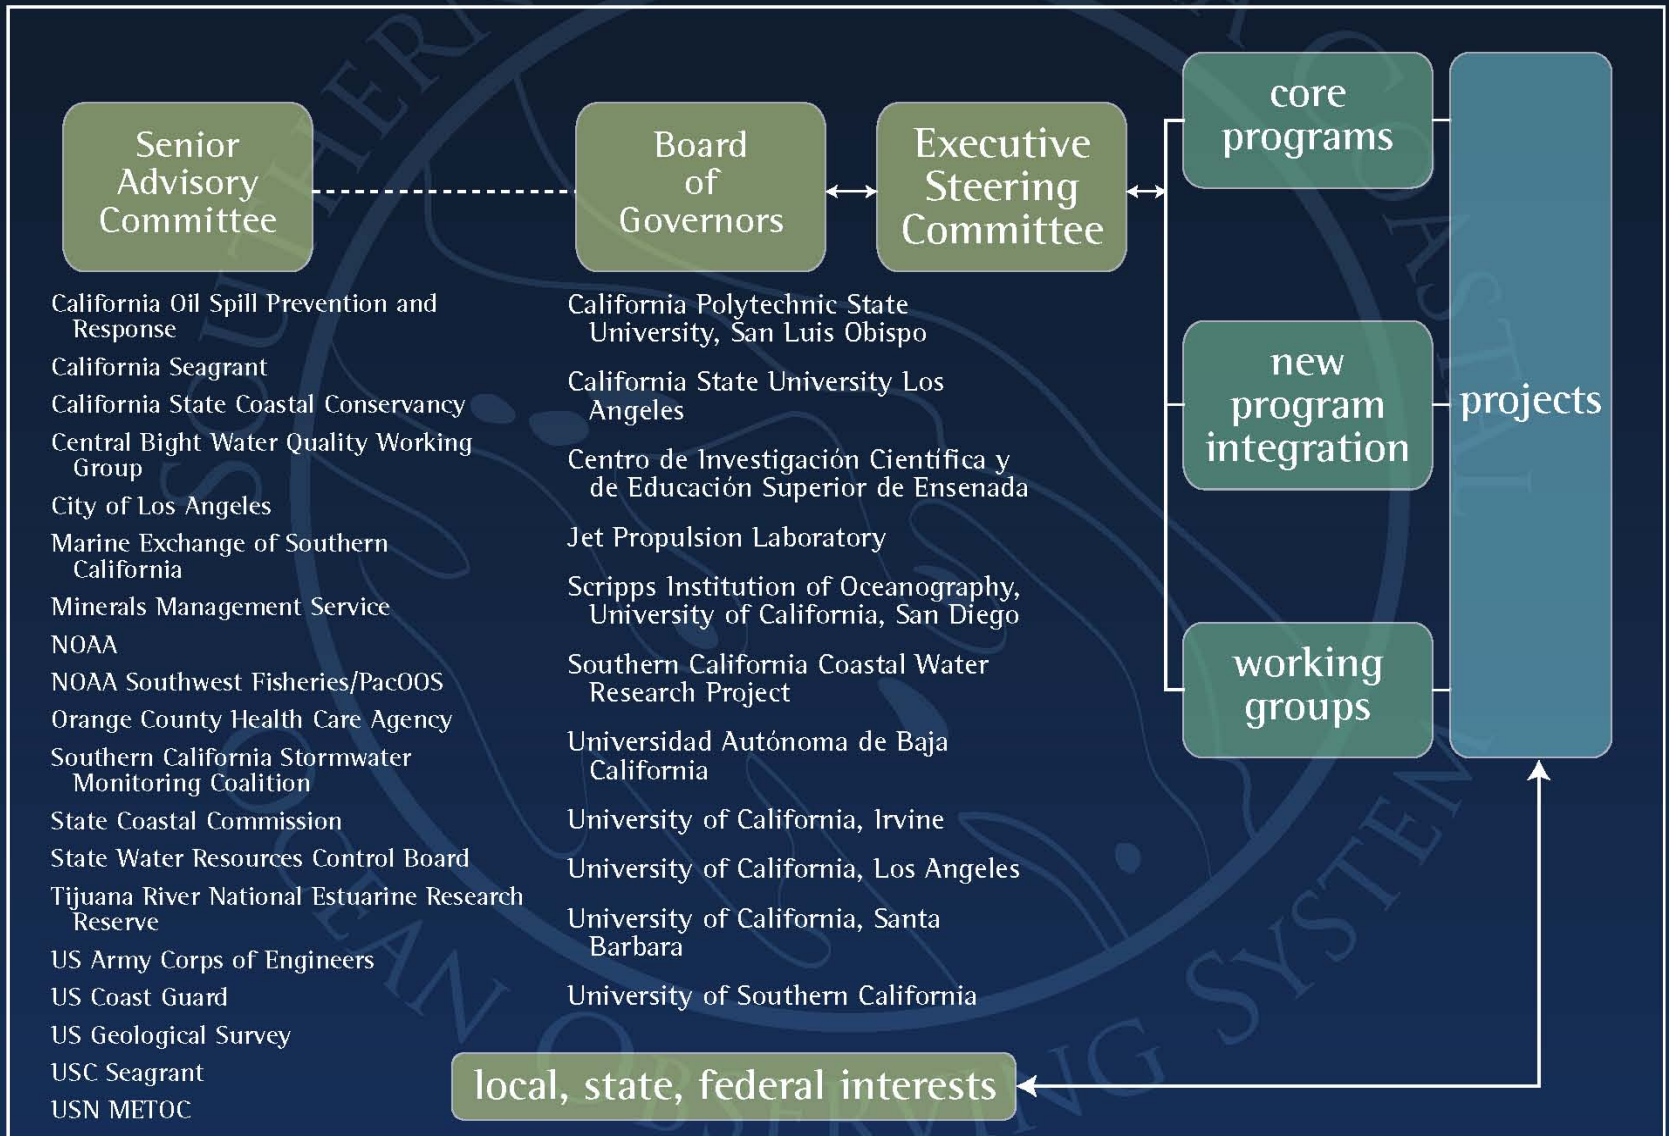 Senior
Advisory
Committee
Board
of
Governors
Executive
Steering
Committee
core
programs
new
program
integration
working
groups
projects
California Oil Spill Prevention and
Response
California Seagrant
California State Coastal Conservancy
Central Bight Water Quality Working
Group
City of Los Angeles
Marine Exchange of Southern
California
Minerals Management Service
NOAA
NOAA Southwest Fisheries/PacOOS
Orange County Health Care Agency
Southern California Stormwater
Monitoring Coalition
State Coastal Commission
State Water Resources Control Board
Tijuana River National Estuarine Research
Reserve
US Army Corps of Engineers
US Coast Guard
US Geological Survey
USC Seagrant
USN METOC
California Polytechnic State
University, San Luis Obispo
California State University Los
Angeles
Centro de Investigación Científica y
de Educación Superior de Ensenada
Jet Propulsion Laboratory
Scripps Institution of Oceanography,
University of California, San Diego
Southern California Coastal Water
Research Project
Universidad Autónoma de Baja
California
University of California, Irvine
University of California, Los Angeles
University of California, Santa
Barbara
University of Southern California
local, state, federal interests
SOUTHERN
COASTAL
OCEAN OBSERVING SYSTEM